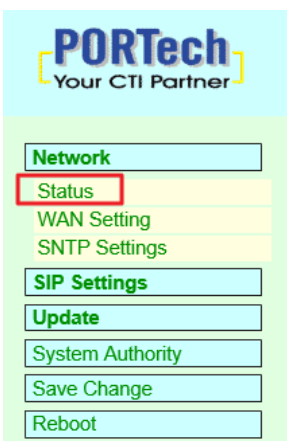 PORTech
Your CTI Partner
Network
Status
WAN Setting
SNTP Settings
SIP Settings
Update
System Authority
Save Change
Reboot